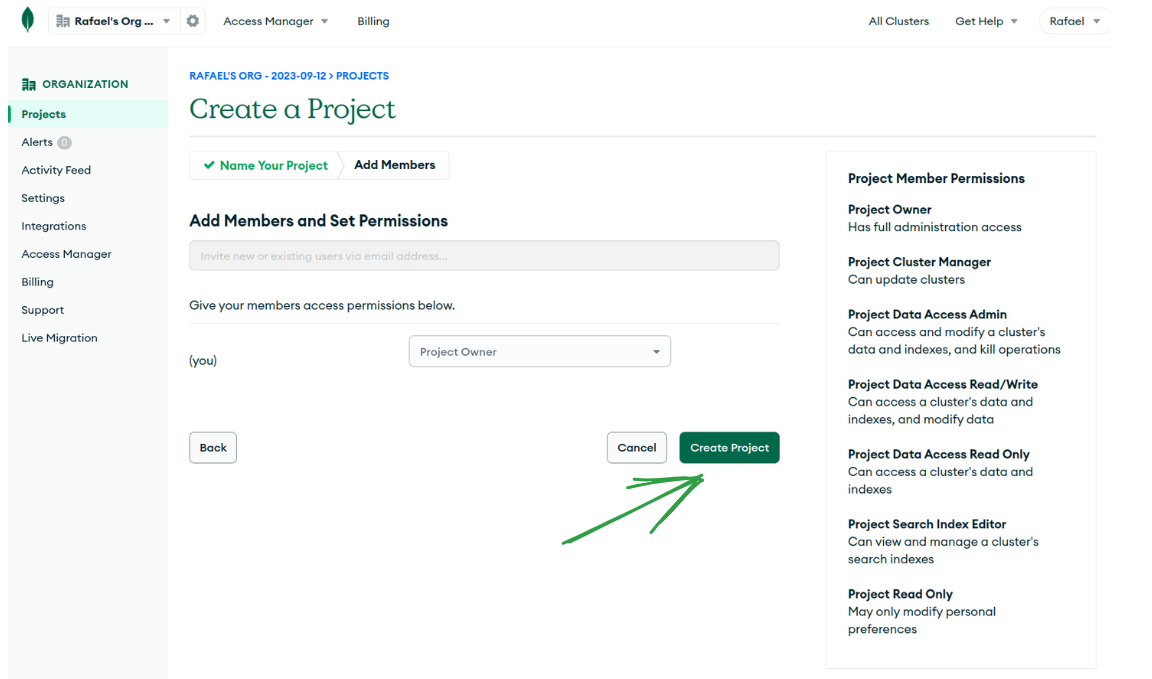 Rafael's Org ... Access Manager Billing All Clusters Get Help Rafael
ORGANIZATION
Projects
Alerts 0
Activity Feed
Settings
Integrations
Access Manager
Billing
Support
Live Migration
RAFAEL'S ORG - 2023-09-12 > PROJECTS
Create a Project
Name Your Project Add Members
Add Members and Set Permissions
Invite new or existing users via email address...
Give your members access permissions below.
(you) Project Owner
Back Cancel Create Project
Project Member Permissions
Project Owner
Has full administration access
Project Cluster Manager
Can update clusters
Project Data Access Admin
Can access and modify a cluster's
data and indexes, and kill operations
Project Data Access Read/Write
Can access a cluster's data and
indexes, and modify data
Project Data Access Read Only
Can access a cluster's data and
indexes
Project Search Index Editor
Can view and manage a cluster's
search indexes
Project Read Only
May only modify personal
preferences